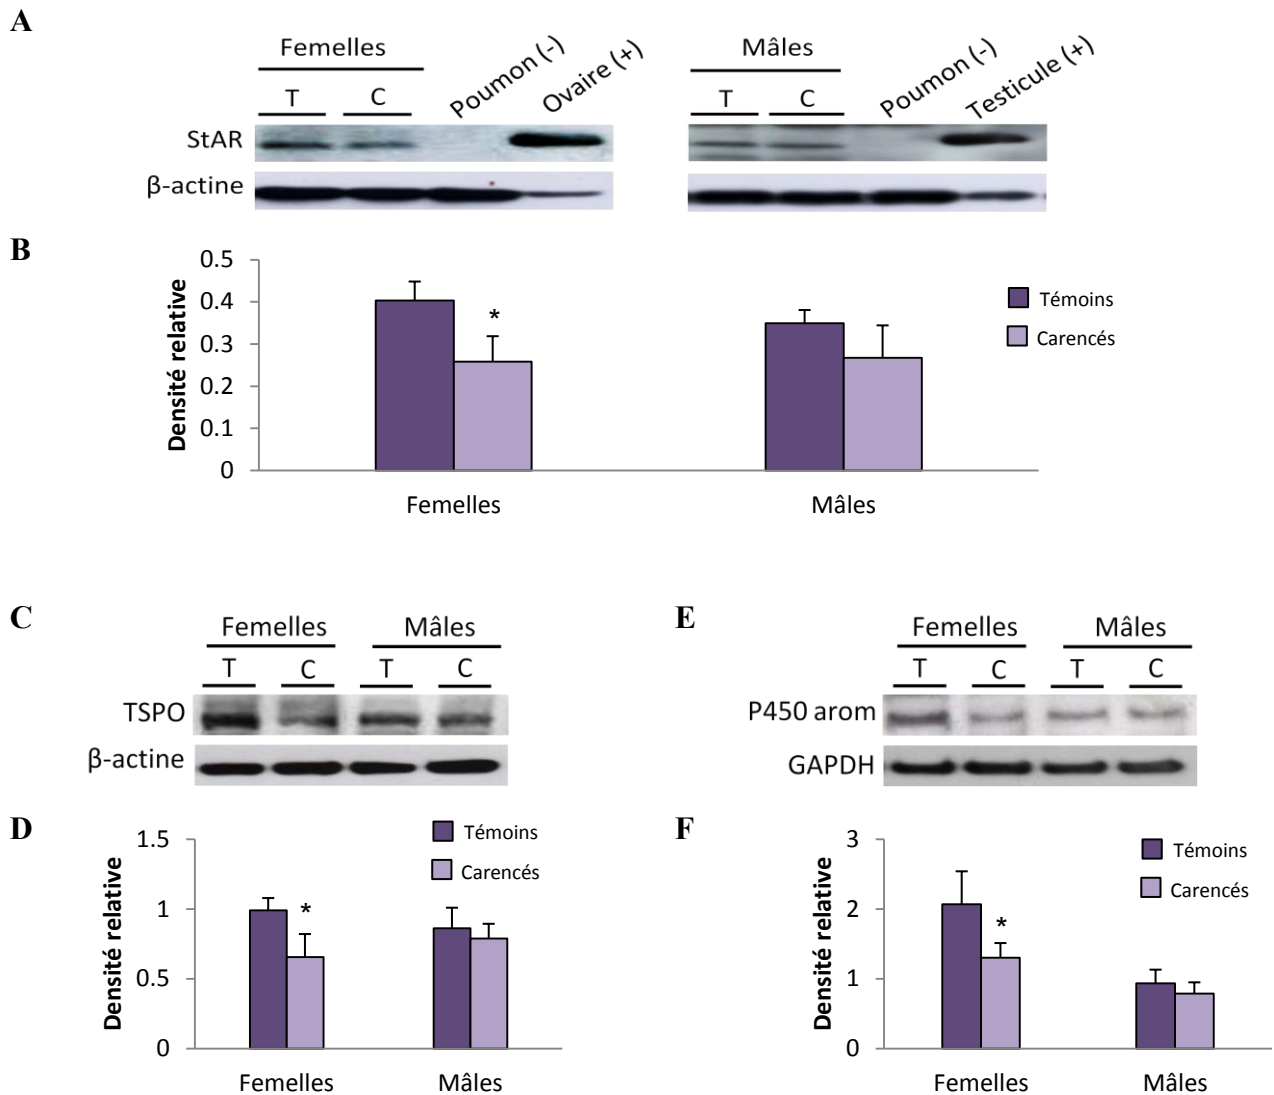 A
Femelles
T C Poumon (-) Ovaire (+)
StAR
β-actine
Mâles
T C Poumon (-) Testicule (+)
B
Densité relative
0.5
0.4
0.3
0.2
0.1
0
*
Femelles Mâles
Témoins
Carencés
C
Femelles Mâles
T C T C
TSPO
β-actine
E
Femelles Mâles
T C T C
P450 arom
GAPDH
D
Densité relative
1.5
1
0.5
0
*
Femelles Mâles
Témoins
Carencés
F
Densité relative
3
2
1
0
*
Femelles Mâles
Témoins
Carencés